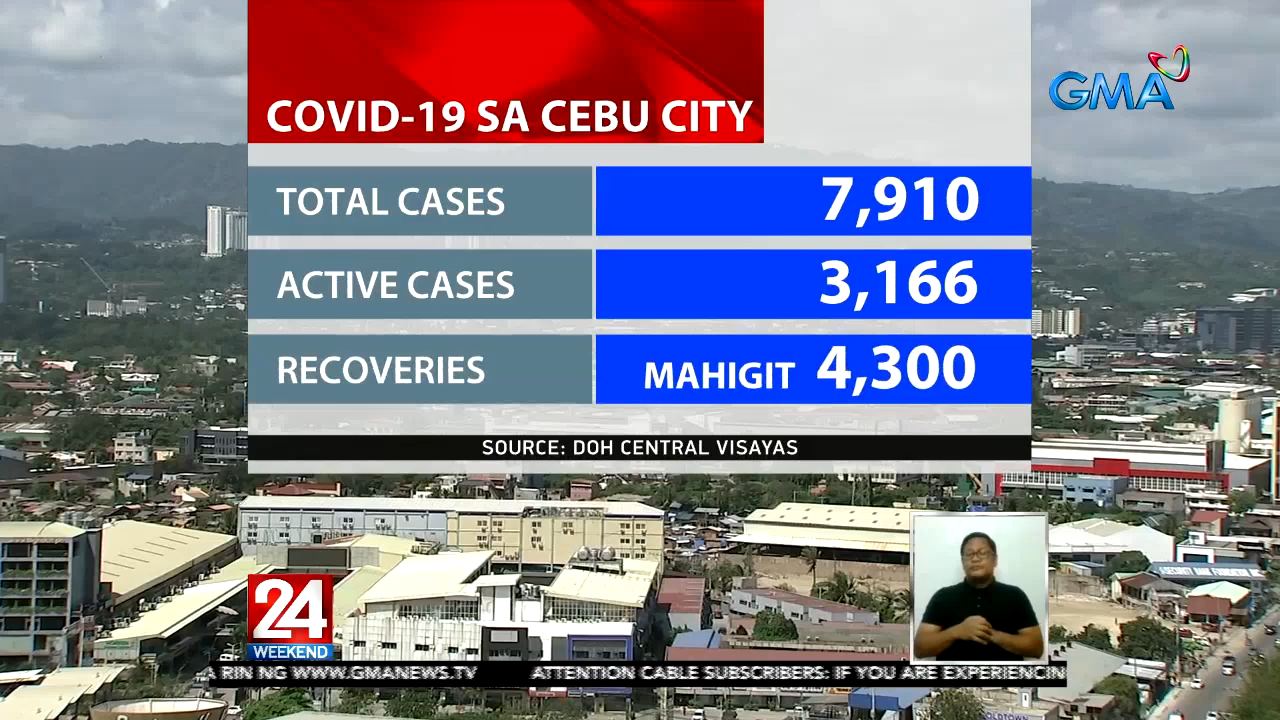 GMA
COVID-19 SA CEBU CITY
TOTAL CASES 7,910
ACTIVE CASES 3,166
RECOVERIES MAHIGIT 4,300
SOURCE: DOH CENTRAL VISAYAS
24
WEEKEND
A RIN NG WWW.GMANEWS.TV ATTENTION CABLE SUBSCRIBERS: IF YOU ARE EXPERIENCIN